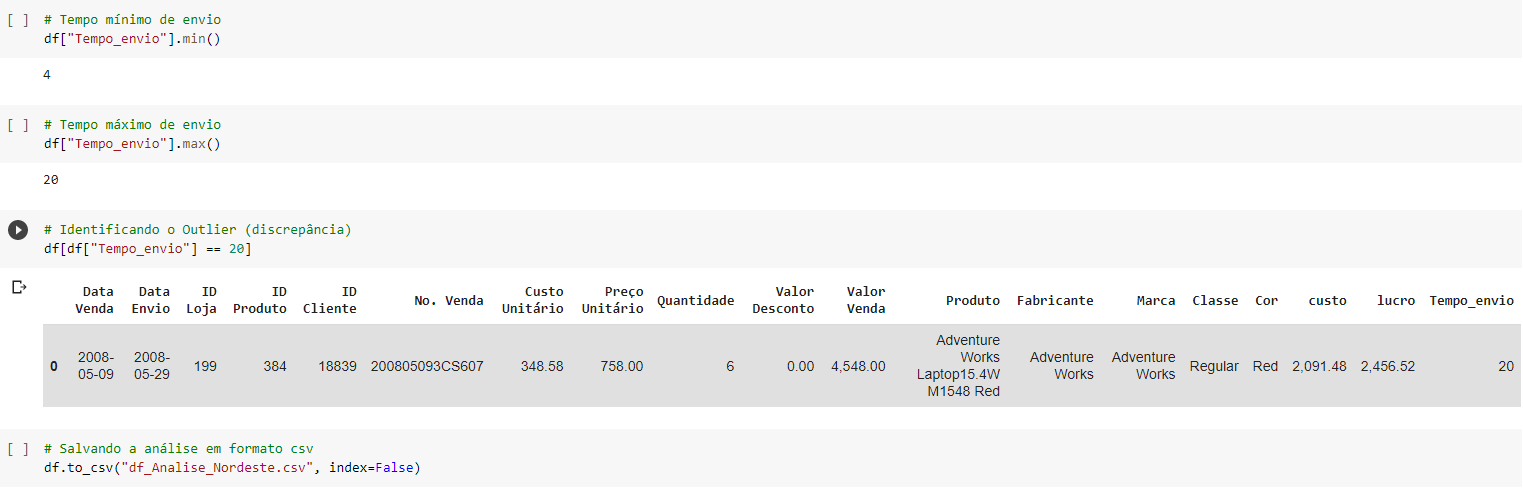 [ ] # Tempo mínimo de envio
df["Tempo_envio"].min()
4
[ ] # Tempo máximo de envio
df["Tempo_envio"].max()
20
# Identificando o Outlier (discrepância)
df[df["Tempo_envio"] == 20]
Data Venda Data Envio ID Loja ID Produto ID Cliente No. Venda Custo Unitário Preço Unitário Quantidade Valor Desconto Valor Venda Produto Fabricante Marca Classe Cor custo lucro Tempo_envio
0 2008-05-09 2008-05-29 199 384 18839 200805093CS607 348.58 758.00 6 0.00 4,548.00 Adventure Works Laptop15.4W M1548 Red Adventure Works Adventure Works Regular Red 2,091.48 2,456.52 20
[ ] # Salvando a análise em formato csv
df.to_csv("df_Analise_Nordeste.csv", index=False)